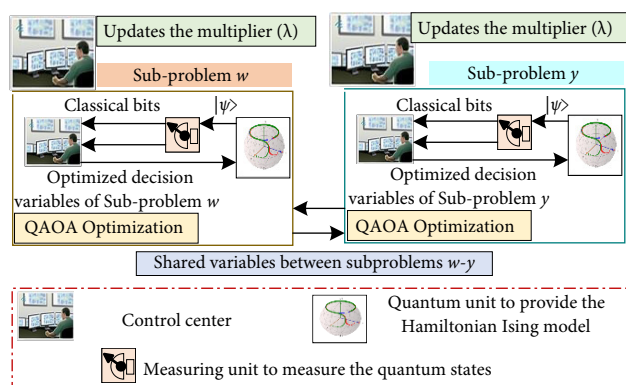 Updates the multiplier (λ)
Sub-problem w
Classical bits
|ψ⟩
Optimized decision
variables of Sub-problem w
QAOA Optimization
Updates the multiplier (λ)
Sub-problem y
Classical bits
|ψ⟩
Optimized decision
variables of Sub-problem y
QAOA Optimization
Shared variables between subproblems w-y
Control center
Quantum unit to provide the
Hamiltonian Ising model
Measuring unit to measure the quantum states